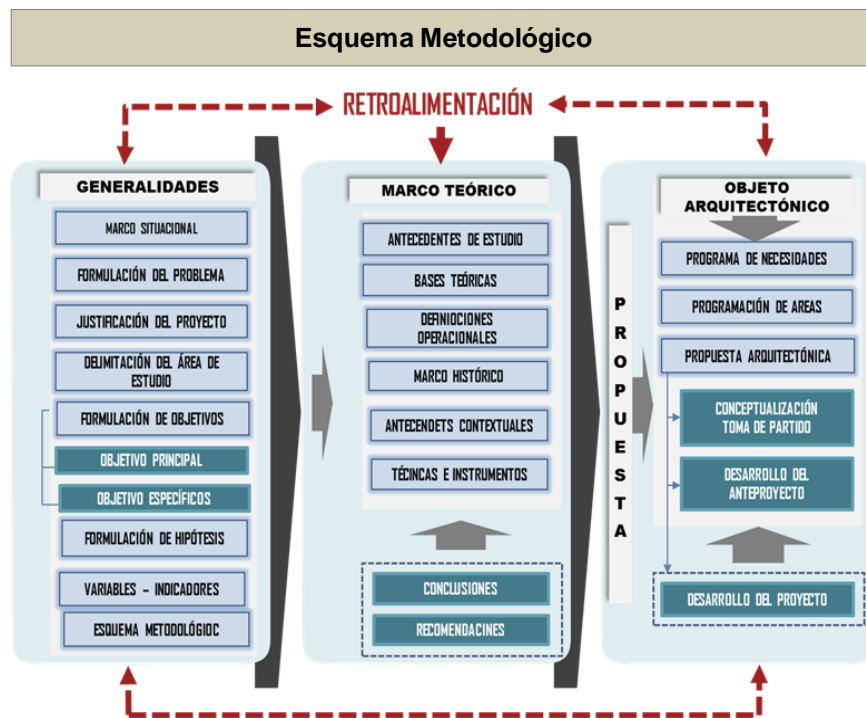 Esquema Metodológico
RETROALIMENTACIÓN
GENERALIDADES
MARCO SITUACIONAL
FORMULACIÓN DEL PROBLEMA
JUSTIFICACIÓN DEL PROYECTO
DELIMITACIÓN DEL ÁREA DE
ESTUDIO
FORMULACIÓN DE OBJETIVOS
OBJETIVO PRINCIPAL
OBJETIVO ESPECÍFICOS
FORMULACIÓN DE HIPÓTESIS
VARIABLES – INDICADORES
ESQUEMA METODOLÓGIOC
MARCO TEÓRICO
ANTECEDENTES DE ESTUDIO
BASES TEÓRICAS
DEFINIOCIONES
OPERACIONALES
MARCO HISTÓRICO
ANTECENDETS CONTEXTUALES
TÉCINCAS E INSTRUMENTOS
CONCLUSIONES
RECOMENDACINES
PROPUESTA
OBJETO
ARQUITECTÓNICO
PROGRAMA DE NECESIDADES
PROGRAMACIÓN DE AREAS
PROPUESTA ARQUITECTÓNICA
CONCEPTUALIZACIÓN
TOMA DE PARTIDO
DESARROLLO DEL
ANTEPROYECTO
DESARROLLO DEL PROYECTO